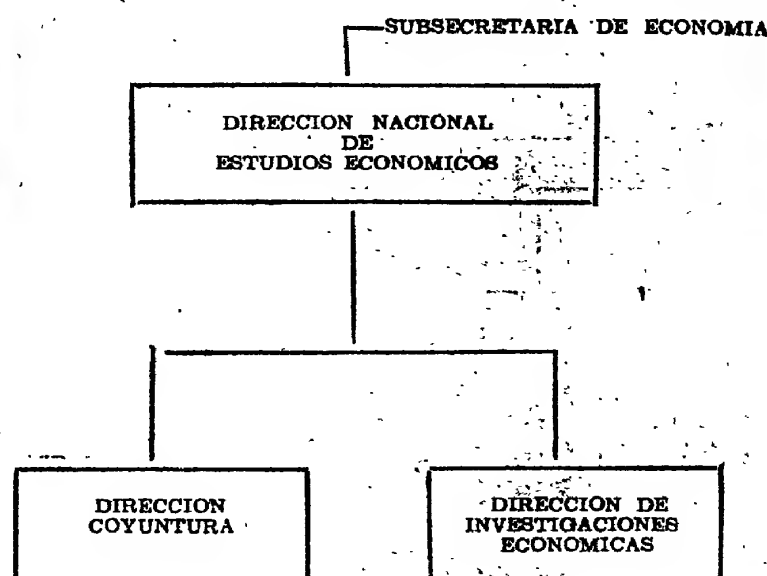 SUBSECRETARIA DE ECONOMIA
DIRECCION NACIONAL
DE
ESTUDIOS ECONOMICOS
DIRECCION
COYUNTURA
DIRECCION DE
INVESTIGACIONES
ECONOMICAS